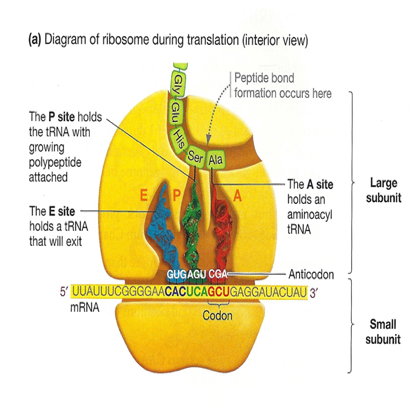 (a) Diagram of ribosome during translation (interior view)
Gly
Glu
His
Ser
Ala
Peptide bond
formation occurs here
The P site holds
the tRNA with
growing
polypeptide
attached
E
P
A
The A site
holds an
aminoacyl
tRNA
Large
subunit
The E site
holds a tRNA
that will exit
GUGAGU CGA
Anticodon
5′ UUAUUUCGGGGAACACUCAGCUGAGGAUACUAU 3′
mRNA
Codon
Small
subunit